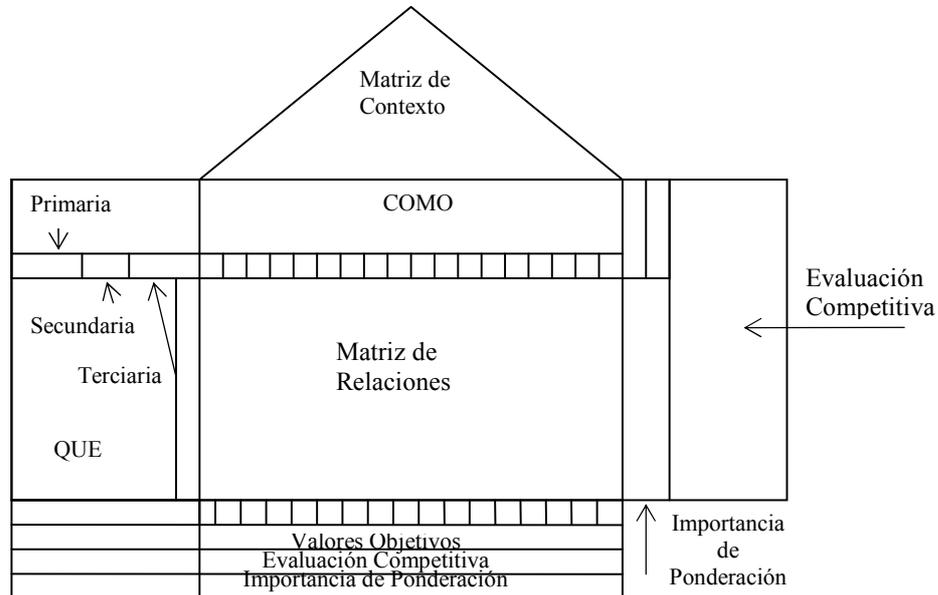 Matriz de
Contexto
Primaria
COMO
Evaluación
Competitiva
Secundaria
Matriz de
Relaciones
Terciaria
QUE
Importancia
de
Ponderación
Valores Objetivos
Evaluación Competitiva
Importancia de Ponderación